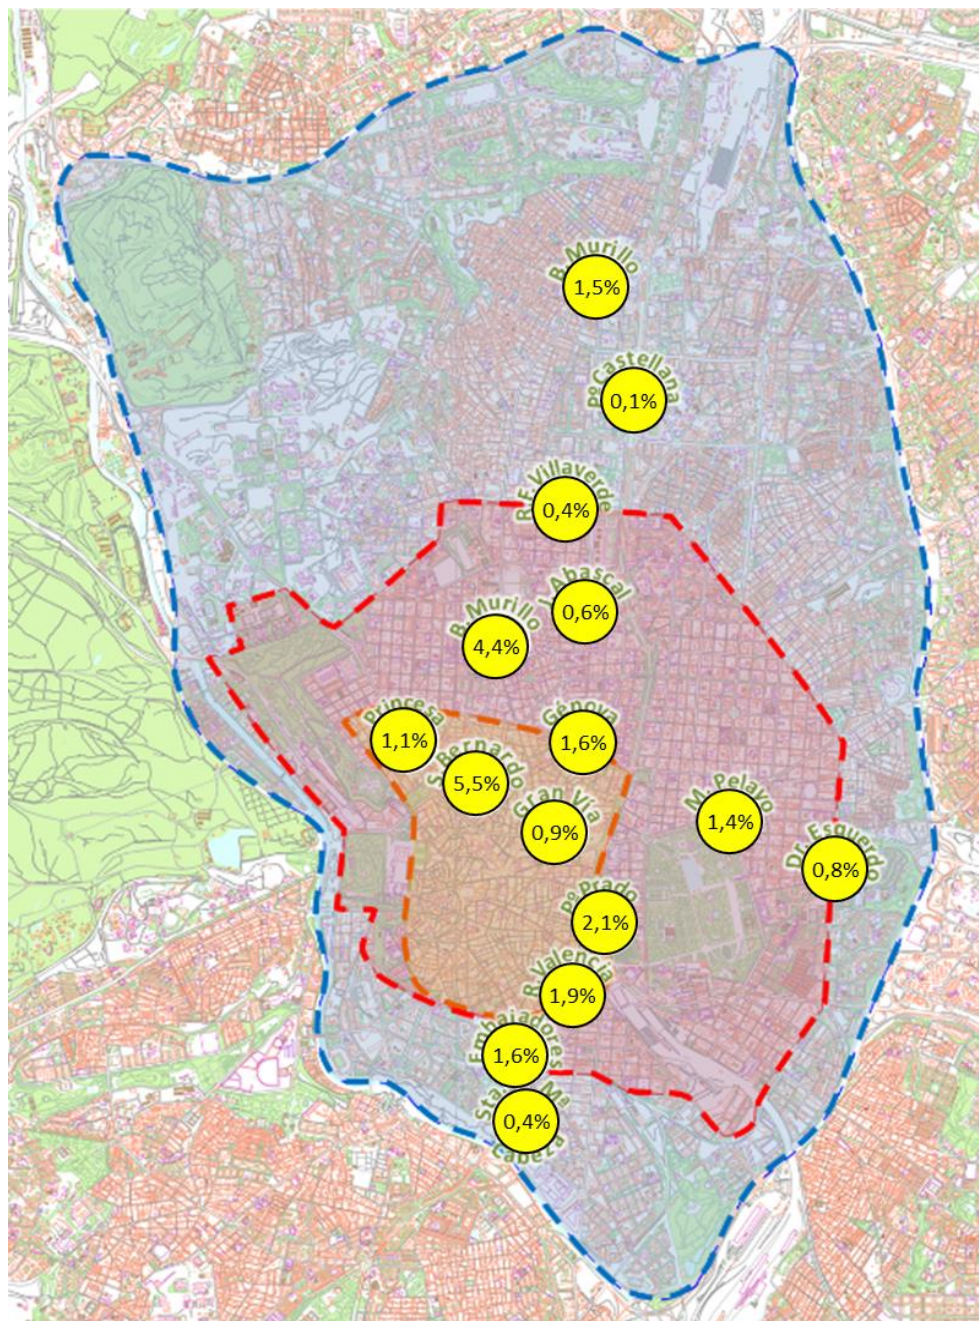 B. Murillo
1,5%
PºCastellana
0,1%
R.F. Villaverde
0,4%
J. Abascal
0,6%
B. Murillo
4,4%
Princesa
1,1%
Génova
1,6%
S. Bernardo
5,5%
Gran Vía
0,9%
M. Pelayo
1,4%
Dr. Esquerdo
0,8%
PºPrado
2,1%
R. Valencia
1,9%
Embajadores
1,6%
Sta. Mª
Cabeza
0,4%